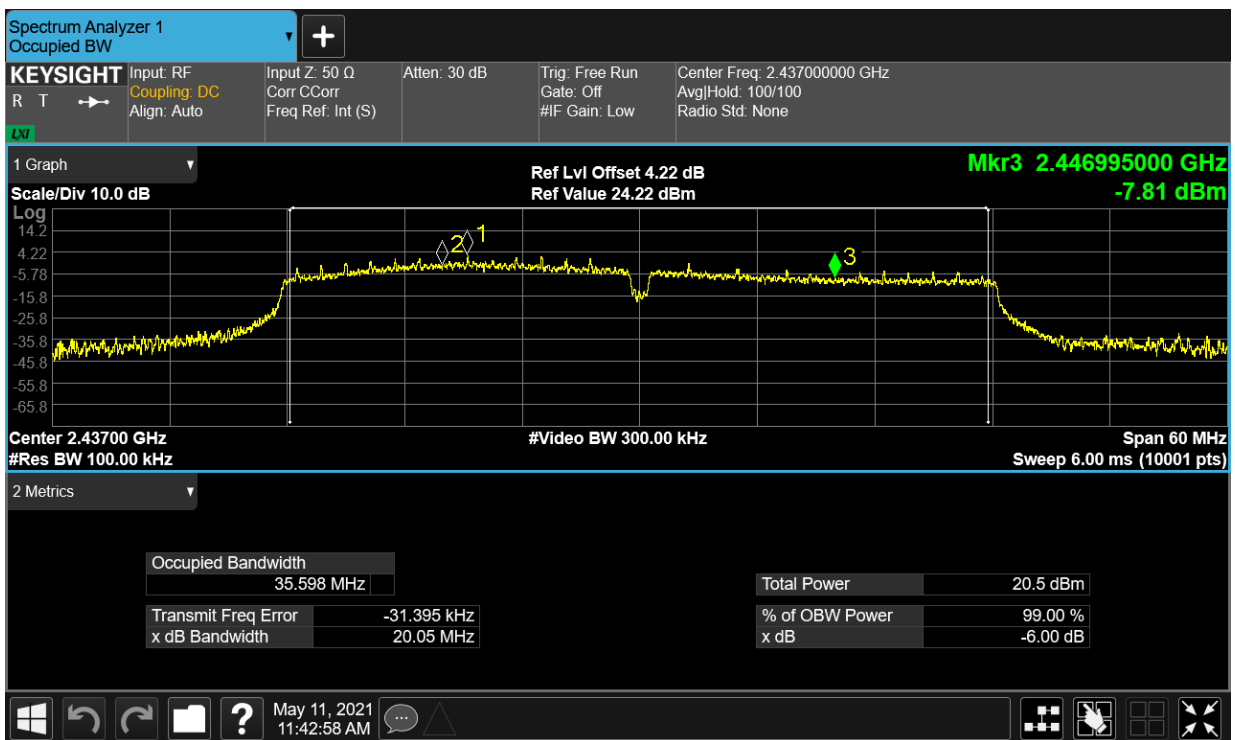 Spectrum Analyzer 1
Occupied BW
KEYSIGHT
R T
LXI
Input: RF
Coupling: DC
Align: Auto
Input Z: 50 Ω
Corr CCorr
Freq Ref: Int (S)
Atten: 30 dB
Trig: Free Run
Gate: Off
#IF Gain: Low
Center Freq: 2.437000000 GHz
Avg|Hold: 100/100
Radio Std: None
1 Graph
Scale/Div 10.0 dB
Ref Lvl Offset 4.22 dB
Ref Value 24.22 dBm
Mkr3 2.446995000 GHz
-7.81 dBm
Log
14.2
4.22
-5.78
-15.8
-25.8
-35.8
-45.8
-55.8
-65.8
2
1
3
Center 2.43700 GHz
#Res BW 100.00 kHz
#Video BW 300.00 kHz
Span 60 MHz
Sweep 6.00 ms (10001 pts)
2 Metrics
Occupied Bandwidth
35.598 MHz
Transmit Freq Error -31.395 kHz
x dB Bandwidth 20.05 MHz
Total Power 20.5 dBm
% of OBW Power 99.00 %
x dB -6.00 dB
?
May 11, 2021
11:42:58 AM